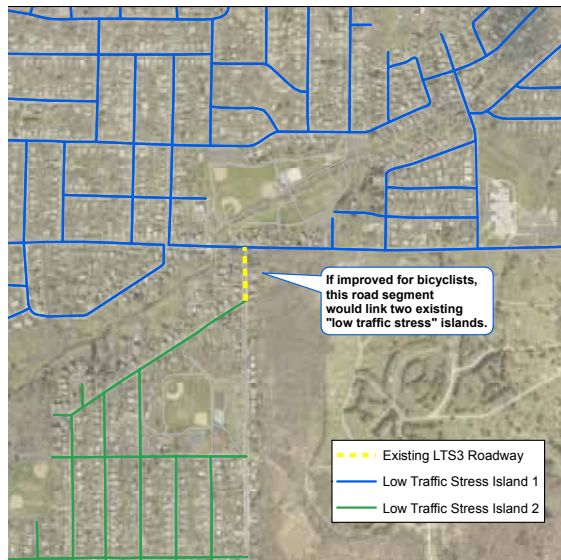 If improved for bicyclists,
this road segment
would link two existing
"low traffic stress" islands.
Existing LTS3 Roadway
Low Traffic Stress Island 1
Low Traffic Stress Island 2